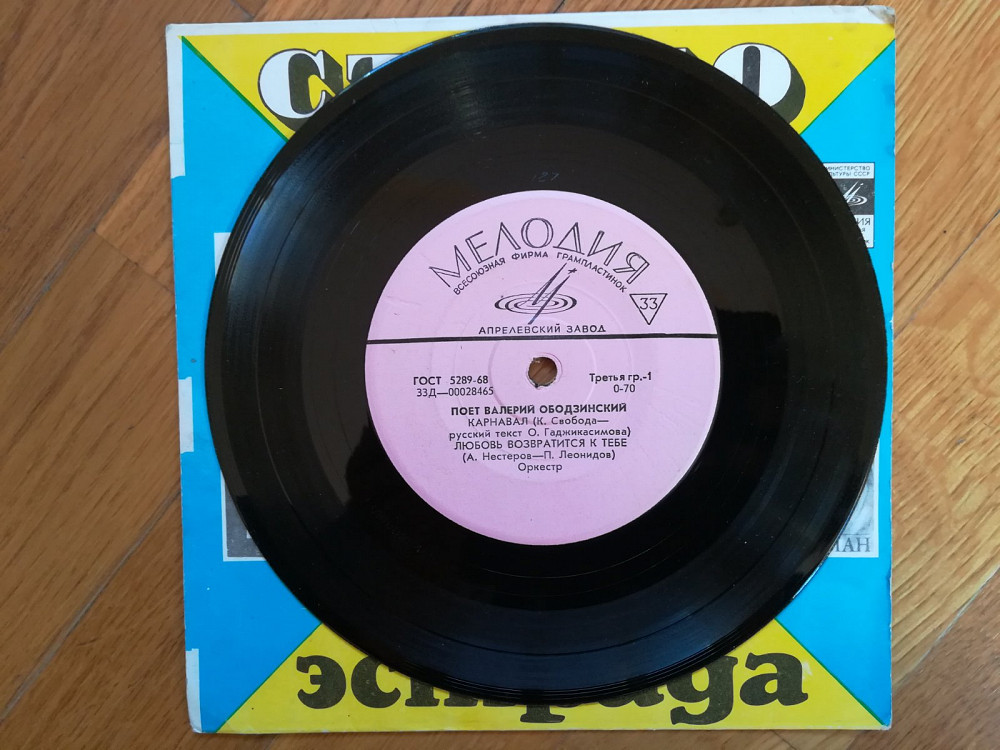 МЕЛОДИЯ
ВСЕСОЮЗНАЯ ФИРМА ГРАМПЛАСТИНОК
33
АПРЕЛЕВСКИЙ ЗАВОД
ГОСТ 5289-68 Третья гр.-1
33Д—00028465 0-70
ПОЕТ ВАЛЕРИЙ ОБОДЗИНСКИЙ
КАРНАВАЛ (К. Свобода—
русский текст О. Гаджикасимова)
ЛЮБОВЬ ВОЗВРАТИТСЯ К ТЕБЕ
(А. Нестеров—П. Леонидов)
Оркестр
эстрада